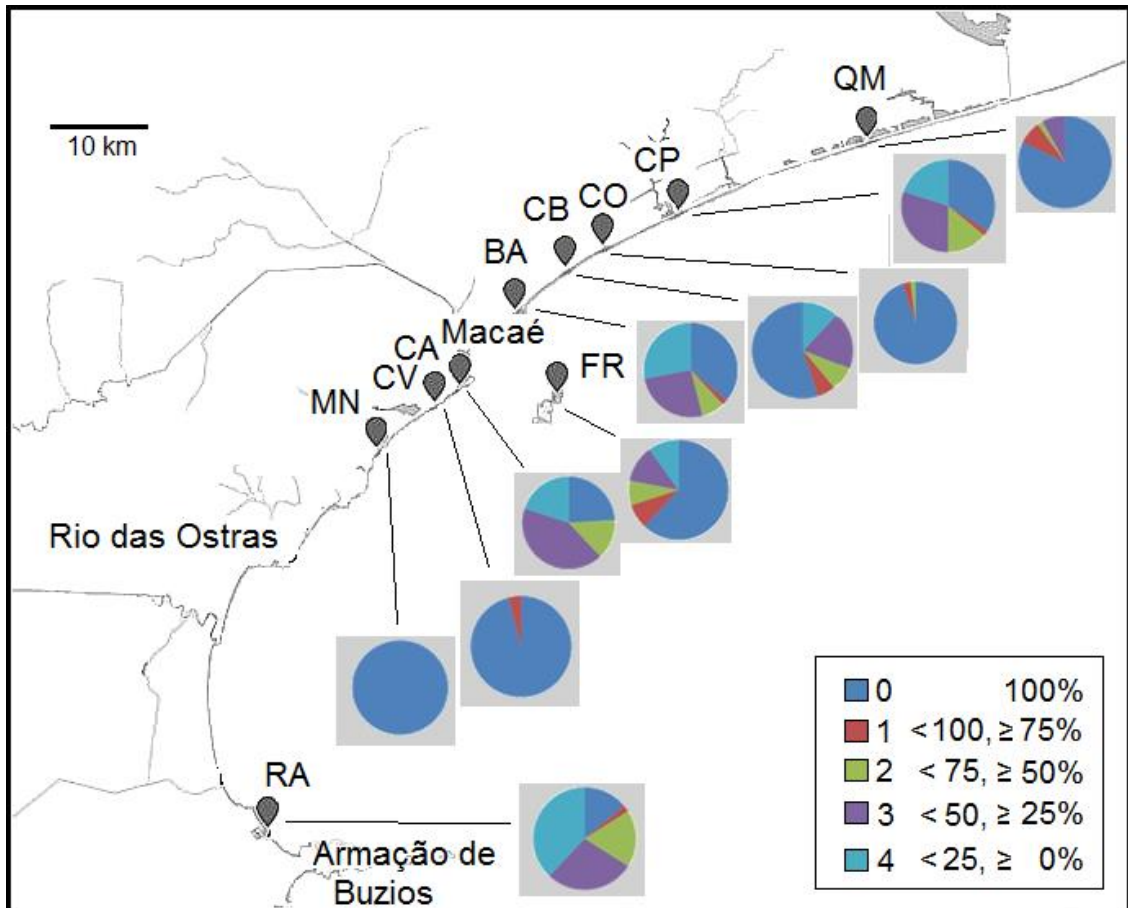 QM
10 km
CP
CO
CB
BA
Macaé
CA
FR
CV
MN
Rio das Ostras
RA
Armação de
Buzios
0 100%
1 < 100, ≥ 75%
2 < 75, ≥ 50%
3 < 50, ≥ 25%
4 < 25, ≥ 0%